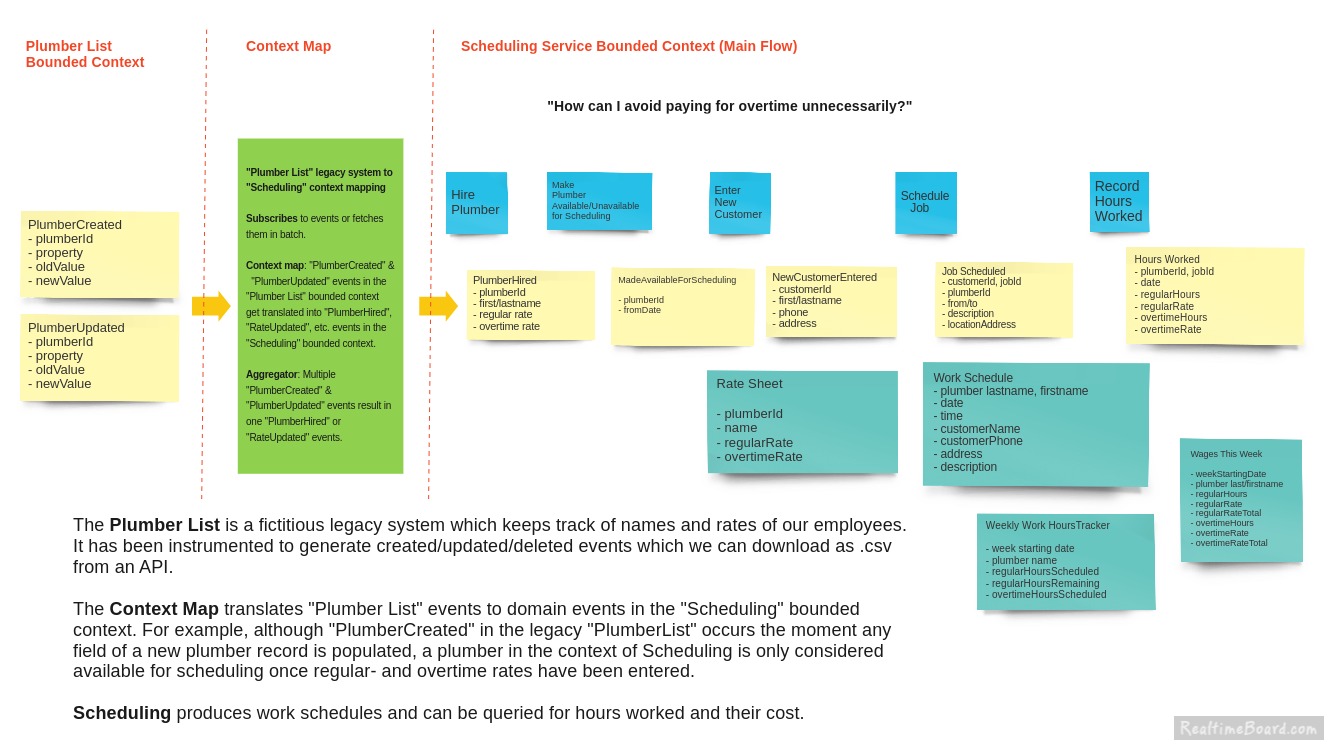 Plumber List
Bounded Context
Context Map
Scheduling Service Bounded Context (Main Flow)
"How can I avoid paying for overtime unnecessarily?"
PlumberCreated
- plumberId
- property
- oldValue
- newValue
PlumberUpdated
- plumberId
- property
- oldValue
- newValue
"Plumber List" legacy system to
"Scheduling" context mapping
Subscribes to events or fetches
them in batch.
Context map: "PlumberCreated" &
"PlumberUpdated" events in the
"Plumber List" bounded context
get translated into "PlumberHired",
"RateUpdated", etc. events in the
"Scheduling" bounded context.
Aggregator: Multiple
"PlumberCreated" &
"PlumberUpdated" events result in
one "PlumberHired" or
"RateUpdated" events.
Hire
Plumber
Make
Plumber
Available/Unavailable
for Scheduling
Enter
New
Customer
Schedule
Job
Record
Hours
Worked
PlumberHired
- plumberId
- first/lastname
- regular rate
- overtime rate
MadeAvailableForScheduling
- plumberId
- fromDate
NewCustomerEntered
- customerId
- first/lastname
- phone
- address
Job Scheduled
- customerId, jobId
- plumberId
- from/to
- description
- locationAddress
Hours Worked
- plumberId, jobId
- date
- regularHours
- regularRate
- overtimeHours
- overtimeRate
Rate Sheet
- plumberId
- name
- regularRate
- overtimeRate
Work Schedule
- plumber lastname, firstname
- date
- time
- customerName
- customerPhone
- address
- description
Wages This Week
- weekStartingDate
- plumber last/firstname
- regularHours
- regularRate
- regularRateTotal
- overtimeHours
- overtimeRate
- overtimeRateTotal
Weekly Work HoursTracker
- week starting date
- plumber name
- regularHoursScheduled
- regularHoursRemaining
- overtimeHoursScheduled
The Plumber List is a fictitious legacy system which keeps track of names and rates of our employees.
It has been instrumented to generate created/updated/deleted events which we can download as .csv
from an API.
The Context Map translates "Plumber List" events to domain events in the "Scheduling" bounded
context. For example, although "PlumberCreated" in the legacy "PlumberList" occurs the moment any
field of a new plumber record is populated, a plumber in the context of Scheduling is only considered
available for scheduling once regular- and overtime rates have been entered.
Scheduling produces work schedules and can be queried for hours worked and their cost.
RealtimeBoard.com